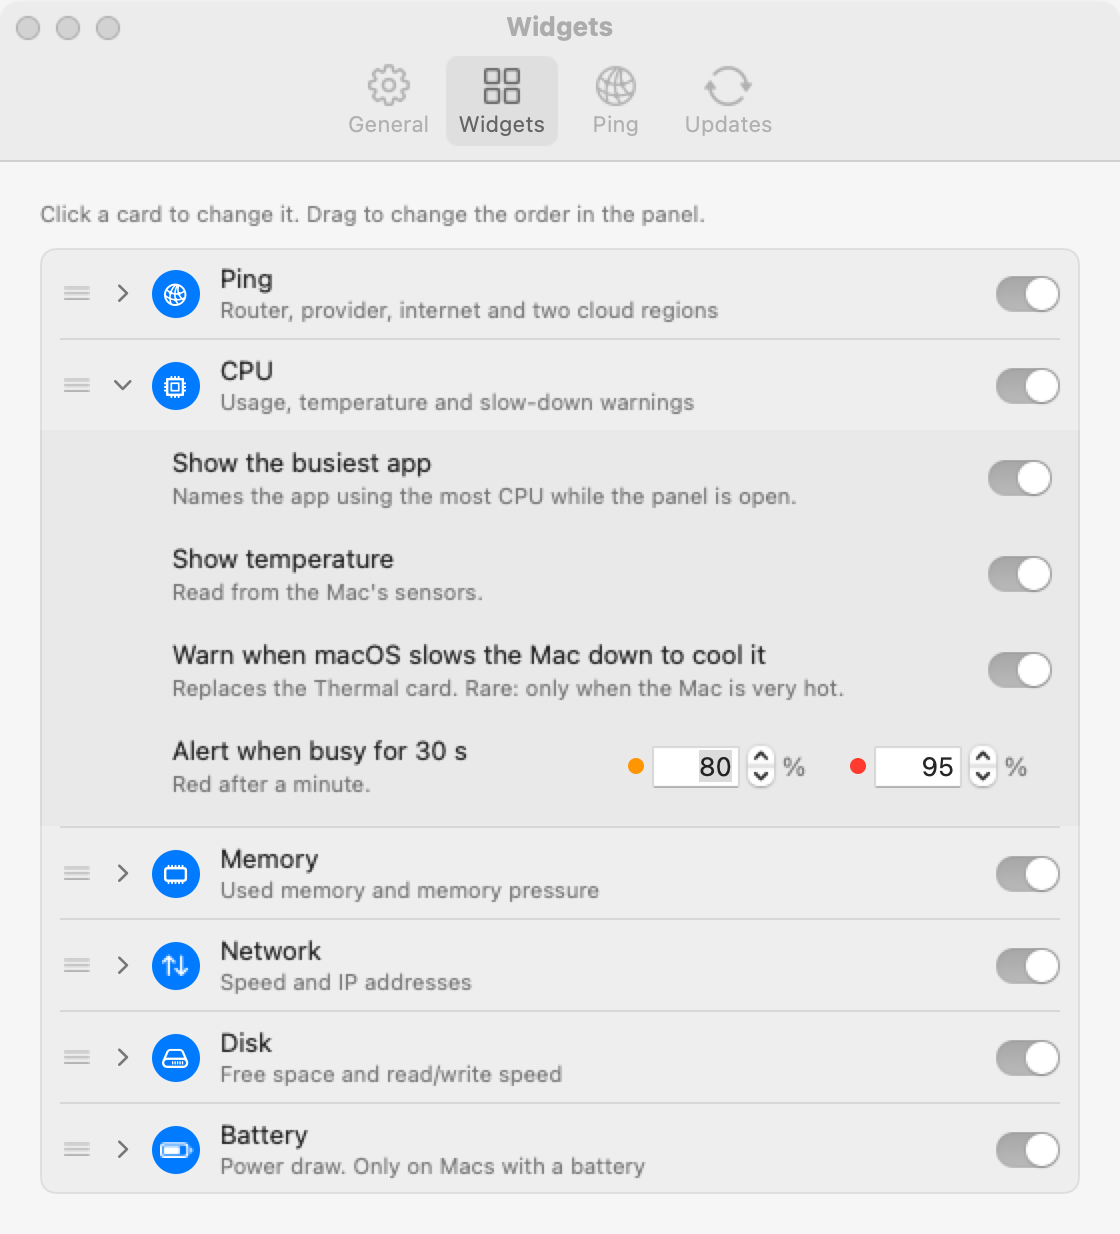 Widgets
General
Widgets
Ping
Updates
Click a card to change it. Drag to change the order in the panel.
Ping
Router, provider, internet and two cloud regions
CPU
Usage, temperature and slow-down warnings
Show the busiest app
Names the app using the most CPU while the panel is open.
Show temperature
Read from the Mac's sensors.
Warn when macOS slows the Mac down to cool it
Replaces the Thermal card. Rare: only when the Mac is very hot.
Alert when busy for 30 s
80 % 95 %
Red after a minute.
Memory
Used memory and memory pressure
Network
Speed and IP addresses
Disk
Free space and read/write speed
Battery
Power draw. Only on Macs with a battery